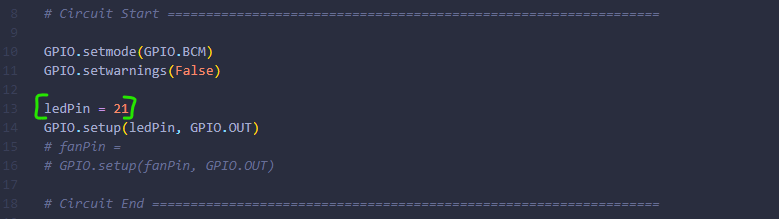 8 # Circuit Start ================================================================
9
10 GPIO.setmode(GPIO.BCM)
11 GPIO.setwarnings(False)
12
13 ledPin = 21
14 GPIO.setup(ledPin, GPIO.OUT)
15 # fanPin =
16 # GPIO.setup(fanPin, GPIO.OUT)
17
18 # Circuit End ==================================================================